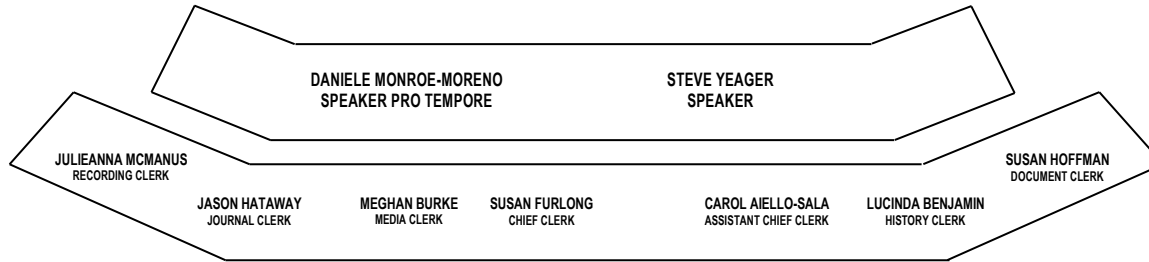 DANIELE MONROE-MORENO
SPEAKER PRO TEMPORE
STEVE YEAGER
SPEAKER
JULIEANNA MCMANUS
RECORDING CLERK
JASON HATAWAY
JOURNAL CLERK
MEGHAN BURKE
MEDIA CLERK
SUSAN FURLONG
CHIEF CLERK
CAROL AIELLO-SALA
ASSISTANT CHIEF CLERK
LUCINDA BENJAMIN
HISTORY CLERK
SUSAN HOFFMAN
DOCUMENT CLERK